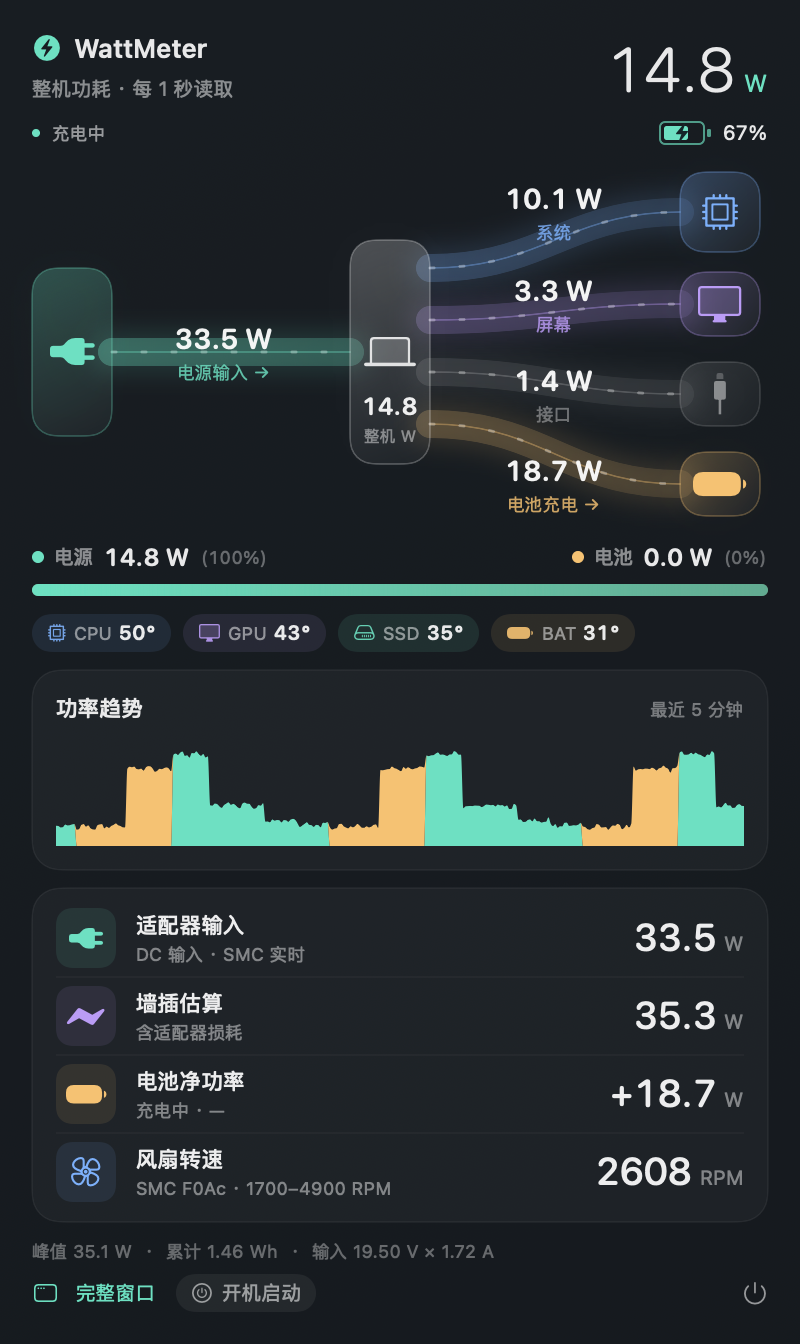 WattMeter
14.8 W
整机功耗 · 每 1 秒读取
充电中
67%
10.1 W
系统
3.3 W
屏幕
33.5 W
电源输入 →
14.8
整机 W
1.4 W
接口
18.7 W
电池充电 →
电源 14.8 W (100%)
电池 0.0 W (0%)
CPU 50°
GPU 43°
SSD 35°
BAT 31°
功率趋势
最近 5 分钟
适配器输入
DC 输入 · SMC 实时
33.5 W
墙插估算
含适配器损耗
35.3 W
电池净功率
充电中 · —
+18.7 W
风扇转速
SMC F0Ac · 1700–4900 RPM
2608 RPM
峰值 35.1 W · 累计 1.46 Wh · 输入 19.50 V × 1.72 A
完整窗口
开机启动